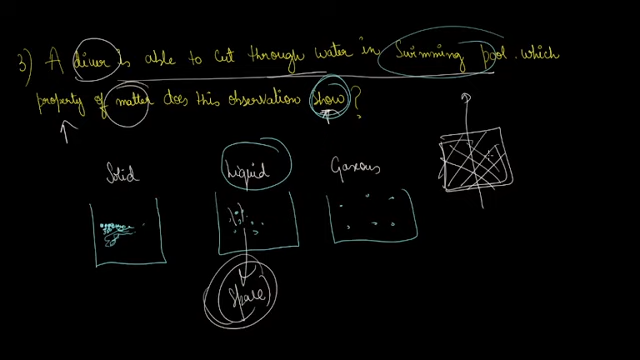 3) A diver is able to cut through water in swimming pool. which
property of matter does this observation show?
Solid Liquid Gaseous
Space